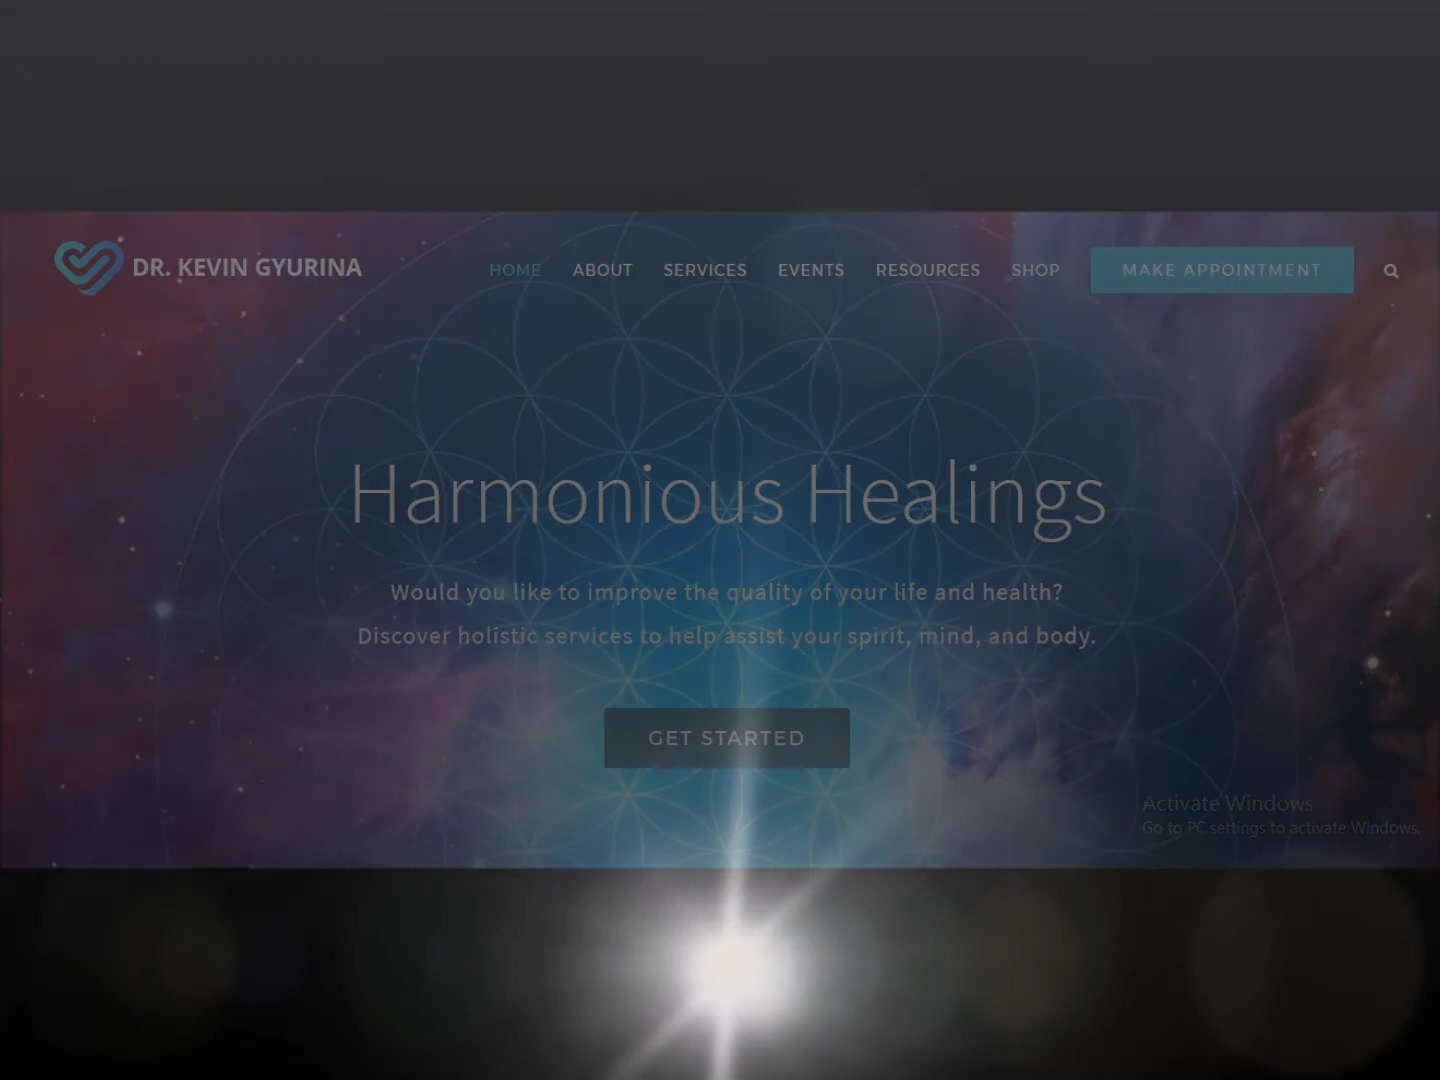 DR. KEVIN GYURINA
HOME ABOUT SERVICES EVENTS RESOURCES SHOP MAKE APPOINTMENT
Harmonious Healings
Would you like to improve the quality of your life and health?
Discover holistic services to help assist your spirit, mind, and body.
GET STARTED
Activate Windows
Go to PC settings to activate Windows.